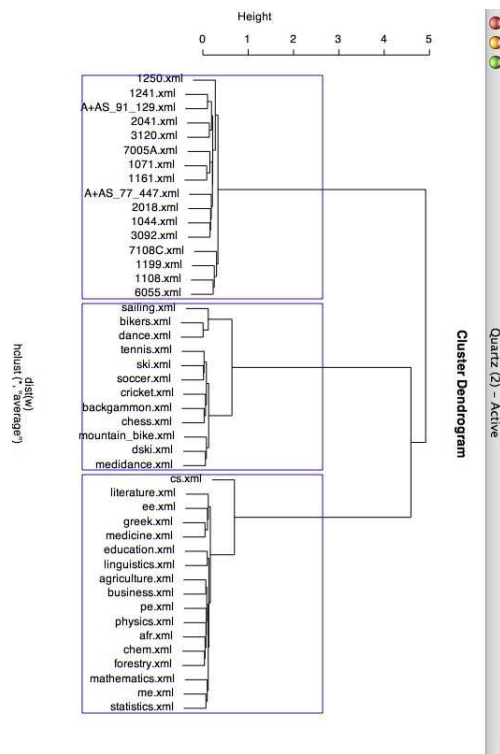 Quartz (2) - Active
Cluster Dendrogram
Height
0 1 2 3 4 5
1250.xml
1241.xml
A+AS_91_129.xml
2041.xml
3120.xml
7005A.xml
1071.xml
1161.xml
A+AS_77_447.xml
2018.xml
1044.xml
3092.xml
7108C.xml
1199.xml
1108.xml
6055.xml
sailing.xml
bikers.xml
dance.xml
tennis.xml
ski.xml
soccer.xml
cricket.xml
backgammon.xml
chess.xml
mountain_bike.xml
dski.xml
medidance.xml
cs.xml
literature.xml
ee.xml
greek.xml
medicine.xml
education.xml
linguistics.xml
agriculture.xml
business.xml
pe.xml
physics.xml
afr.xml
chem.xml
forestry.xml
mathematics.xml
me.xml
statistics.xml
dist(w)
hclust (*, "average")